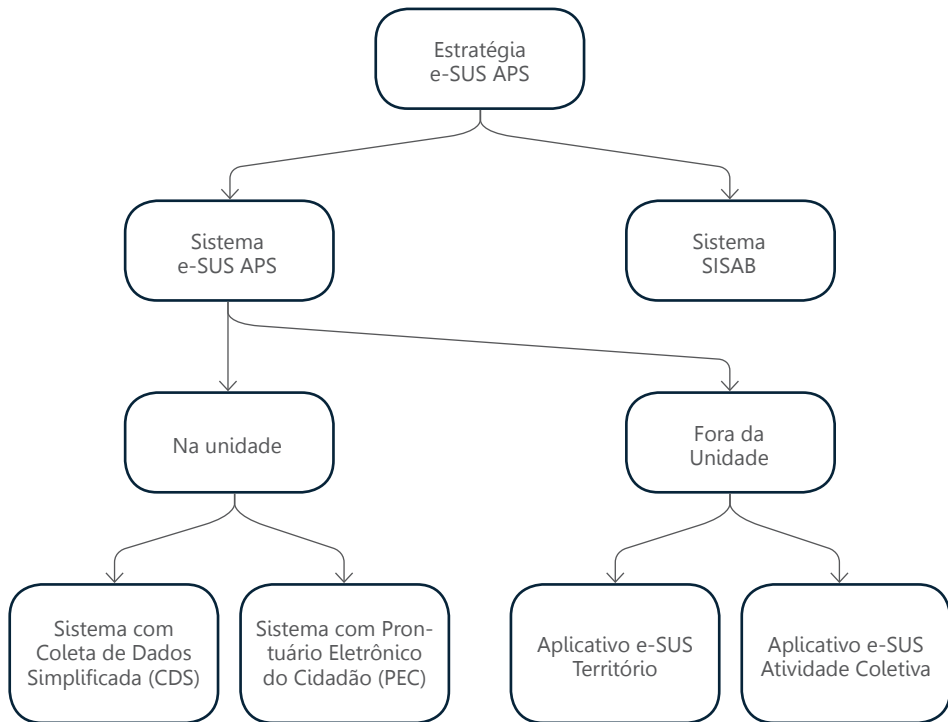 Estratégia
e-SUS APS
Sistema
e-SUS APS
Sistema
SISAB
Na unidade
Fora da
Unidade
Sistema com
Coleta de Dados
Simplificada (CDS)
Sistema com Pron-
tuário Eletrônico
do Cidadão (PEC)
Aplicativo e-SUS
Território
Aplicativo e-SUS
Atividade Coletiva